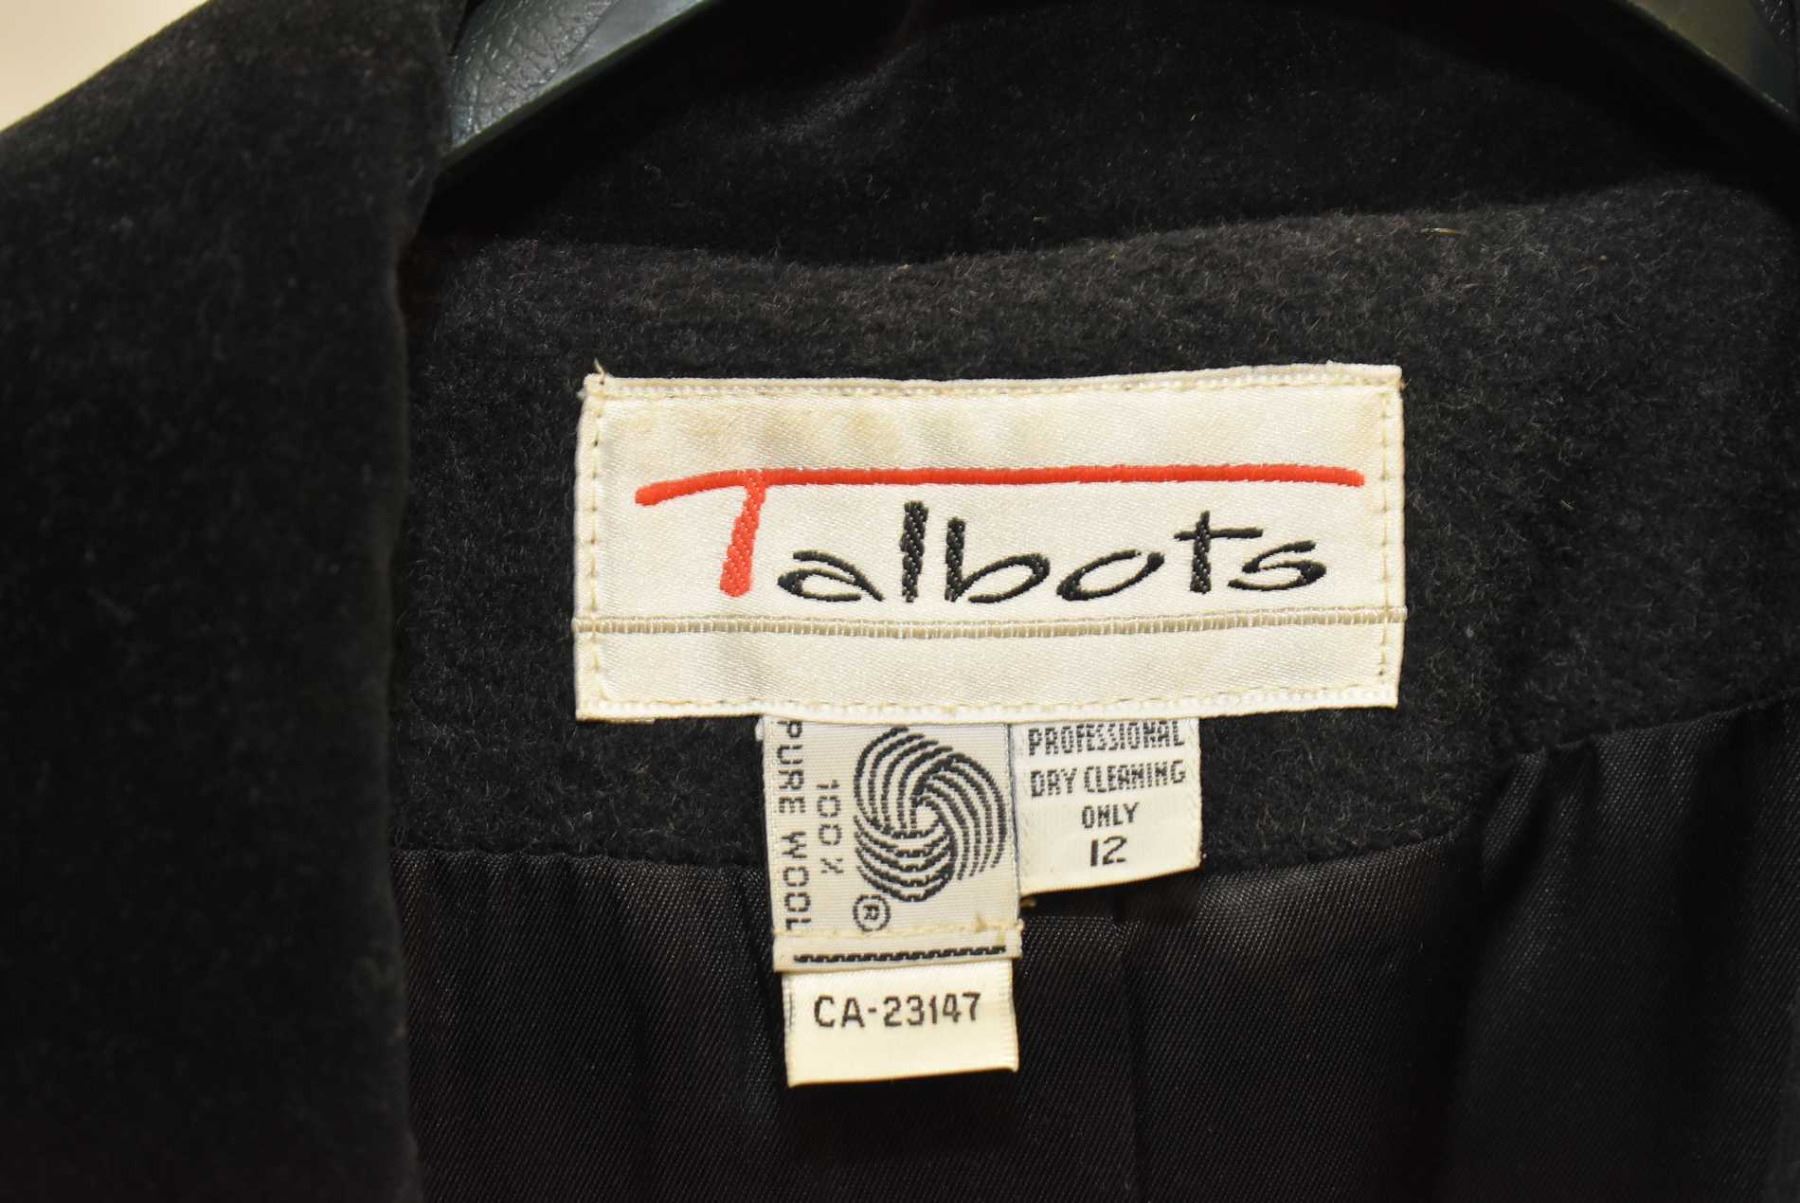 Talbots
PURE WOOL
100%
®
PROFESSIONAL
DRY CLEANING
ONLY
12
CA-23147